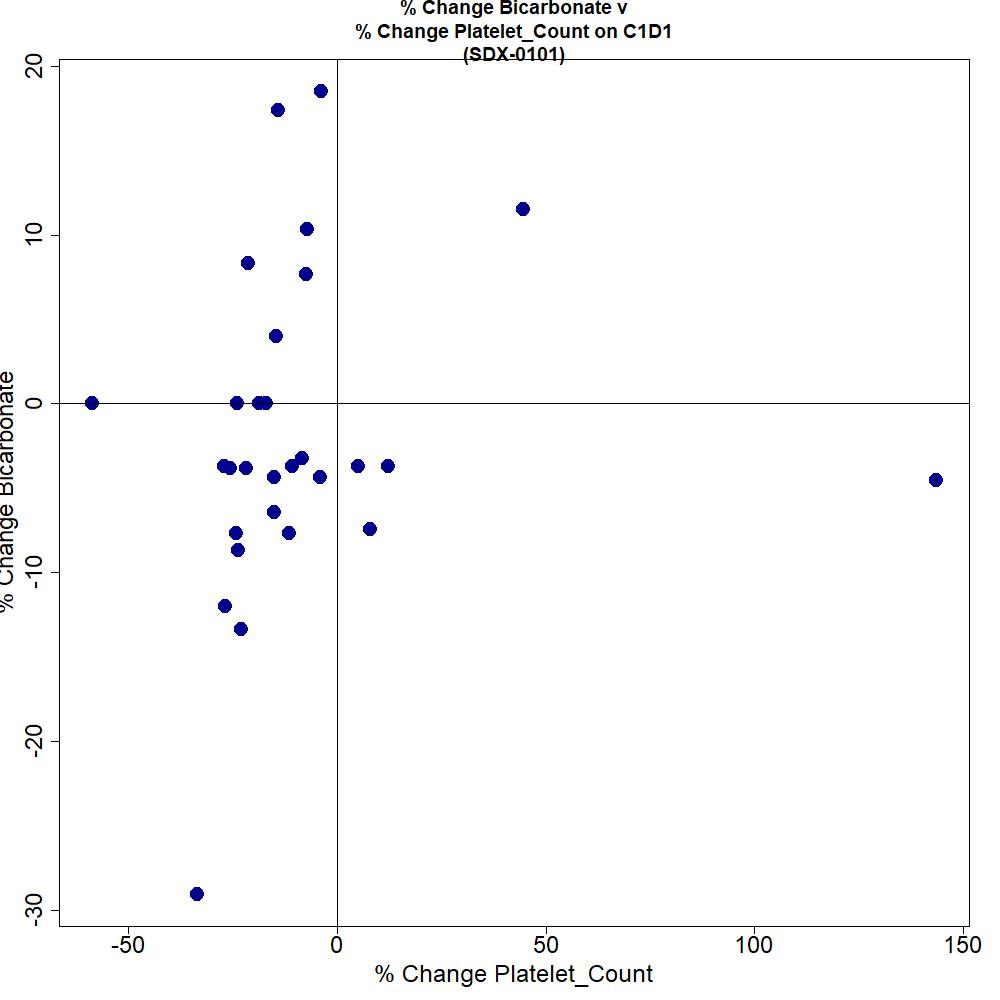 % Change Bicarbonate v
% Change Platelet_Count on C1D1
(SDX-0101)
% Change Bicarbonate
20
10
0
-10
-20
-30
-50
0
50
100
150
% Change Platelet_Count